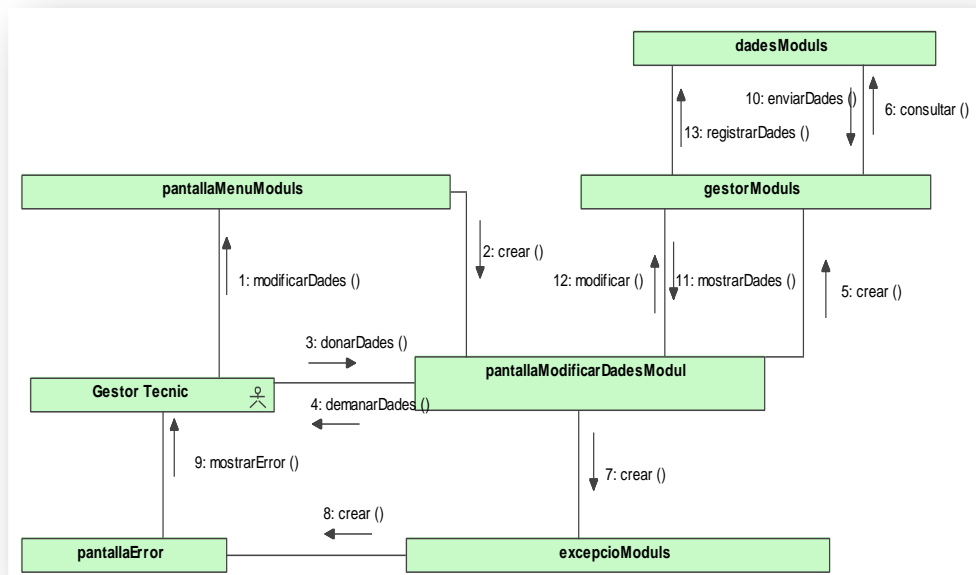 dadesModuls
10: enviarDades ()
6: consultar ()
13: registrarDades ()
pantallaMenuModuls
gestorModuls
2: crear ()
1: modificarDades ()
12: modificar ()
11: mostrarDades ()
5: crear ()
3: donarDades ()
pantallaModificarDadesModul
Gestor Tecnic
4: demanarDades ()
9: mostrarError ()
7: crear ()
8: crear ()
pantallaError
excepcioModuls